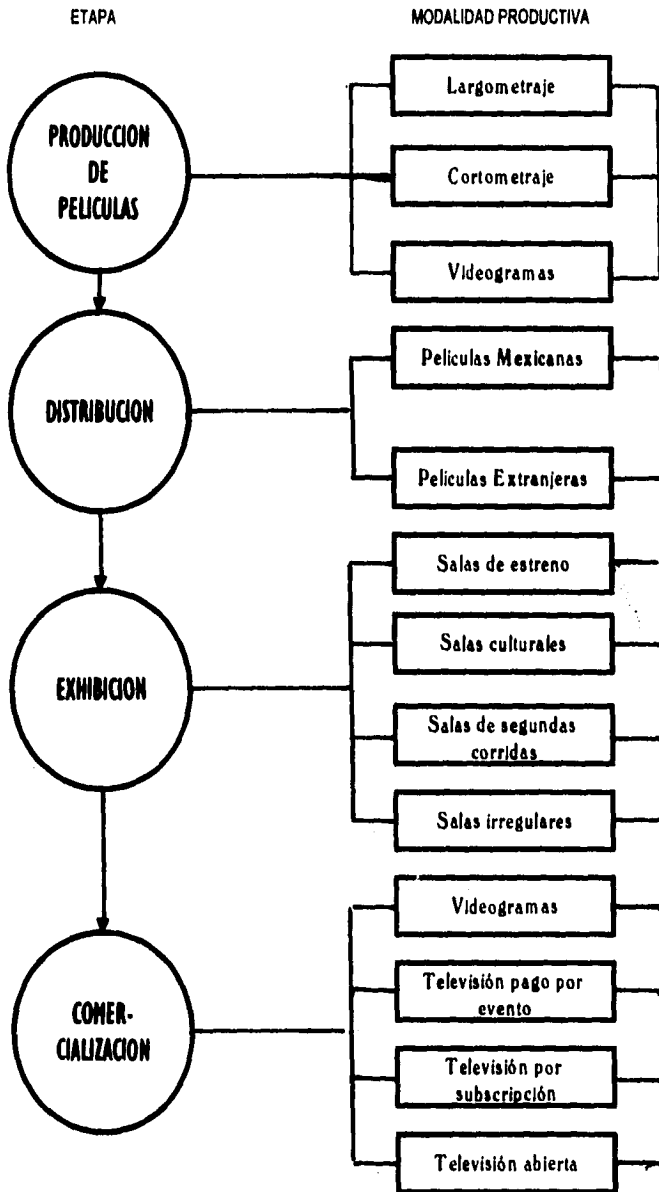 ETAPA
MODALIDAD PRODUCTIVA
PRODUCCION
DE
PELICULAS
Largometraje
Cortometraje
Videogramas
DISTRIBUCION
Peliculas Mexicanas
Peliculas Extranjeras
EXHIBICION
Salas de estreno
Salas culturales
Salas de segundas
corridas
Salas irregulares
COMER-
CIALIZACION
Videogramas
Televisión pago por
evento
Televisión por
subscripción
Televisión abierta